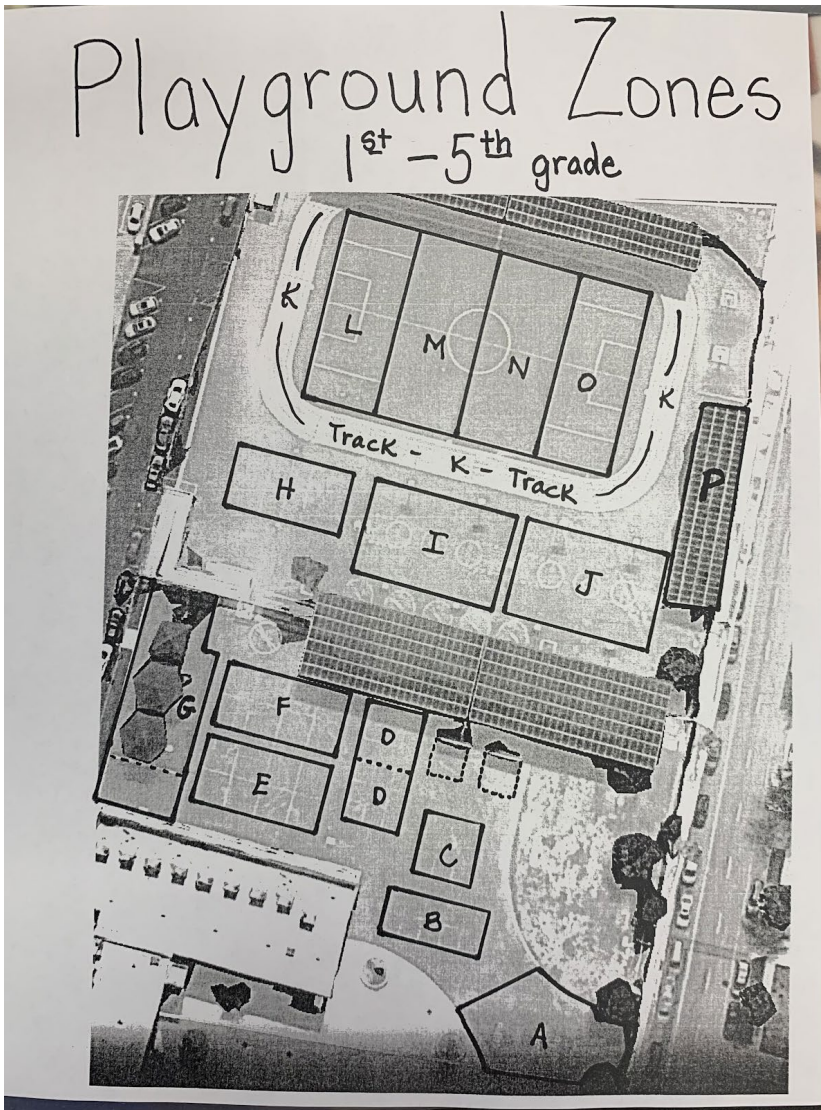 Playground Zones
1st - 5th grade
K
L
M
N
O
K
Track - K - Track
P
H
I
J
G
F
D
E
D
C
B
A